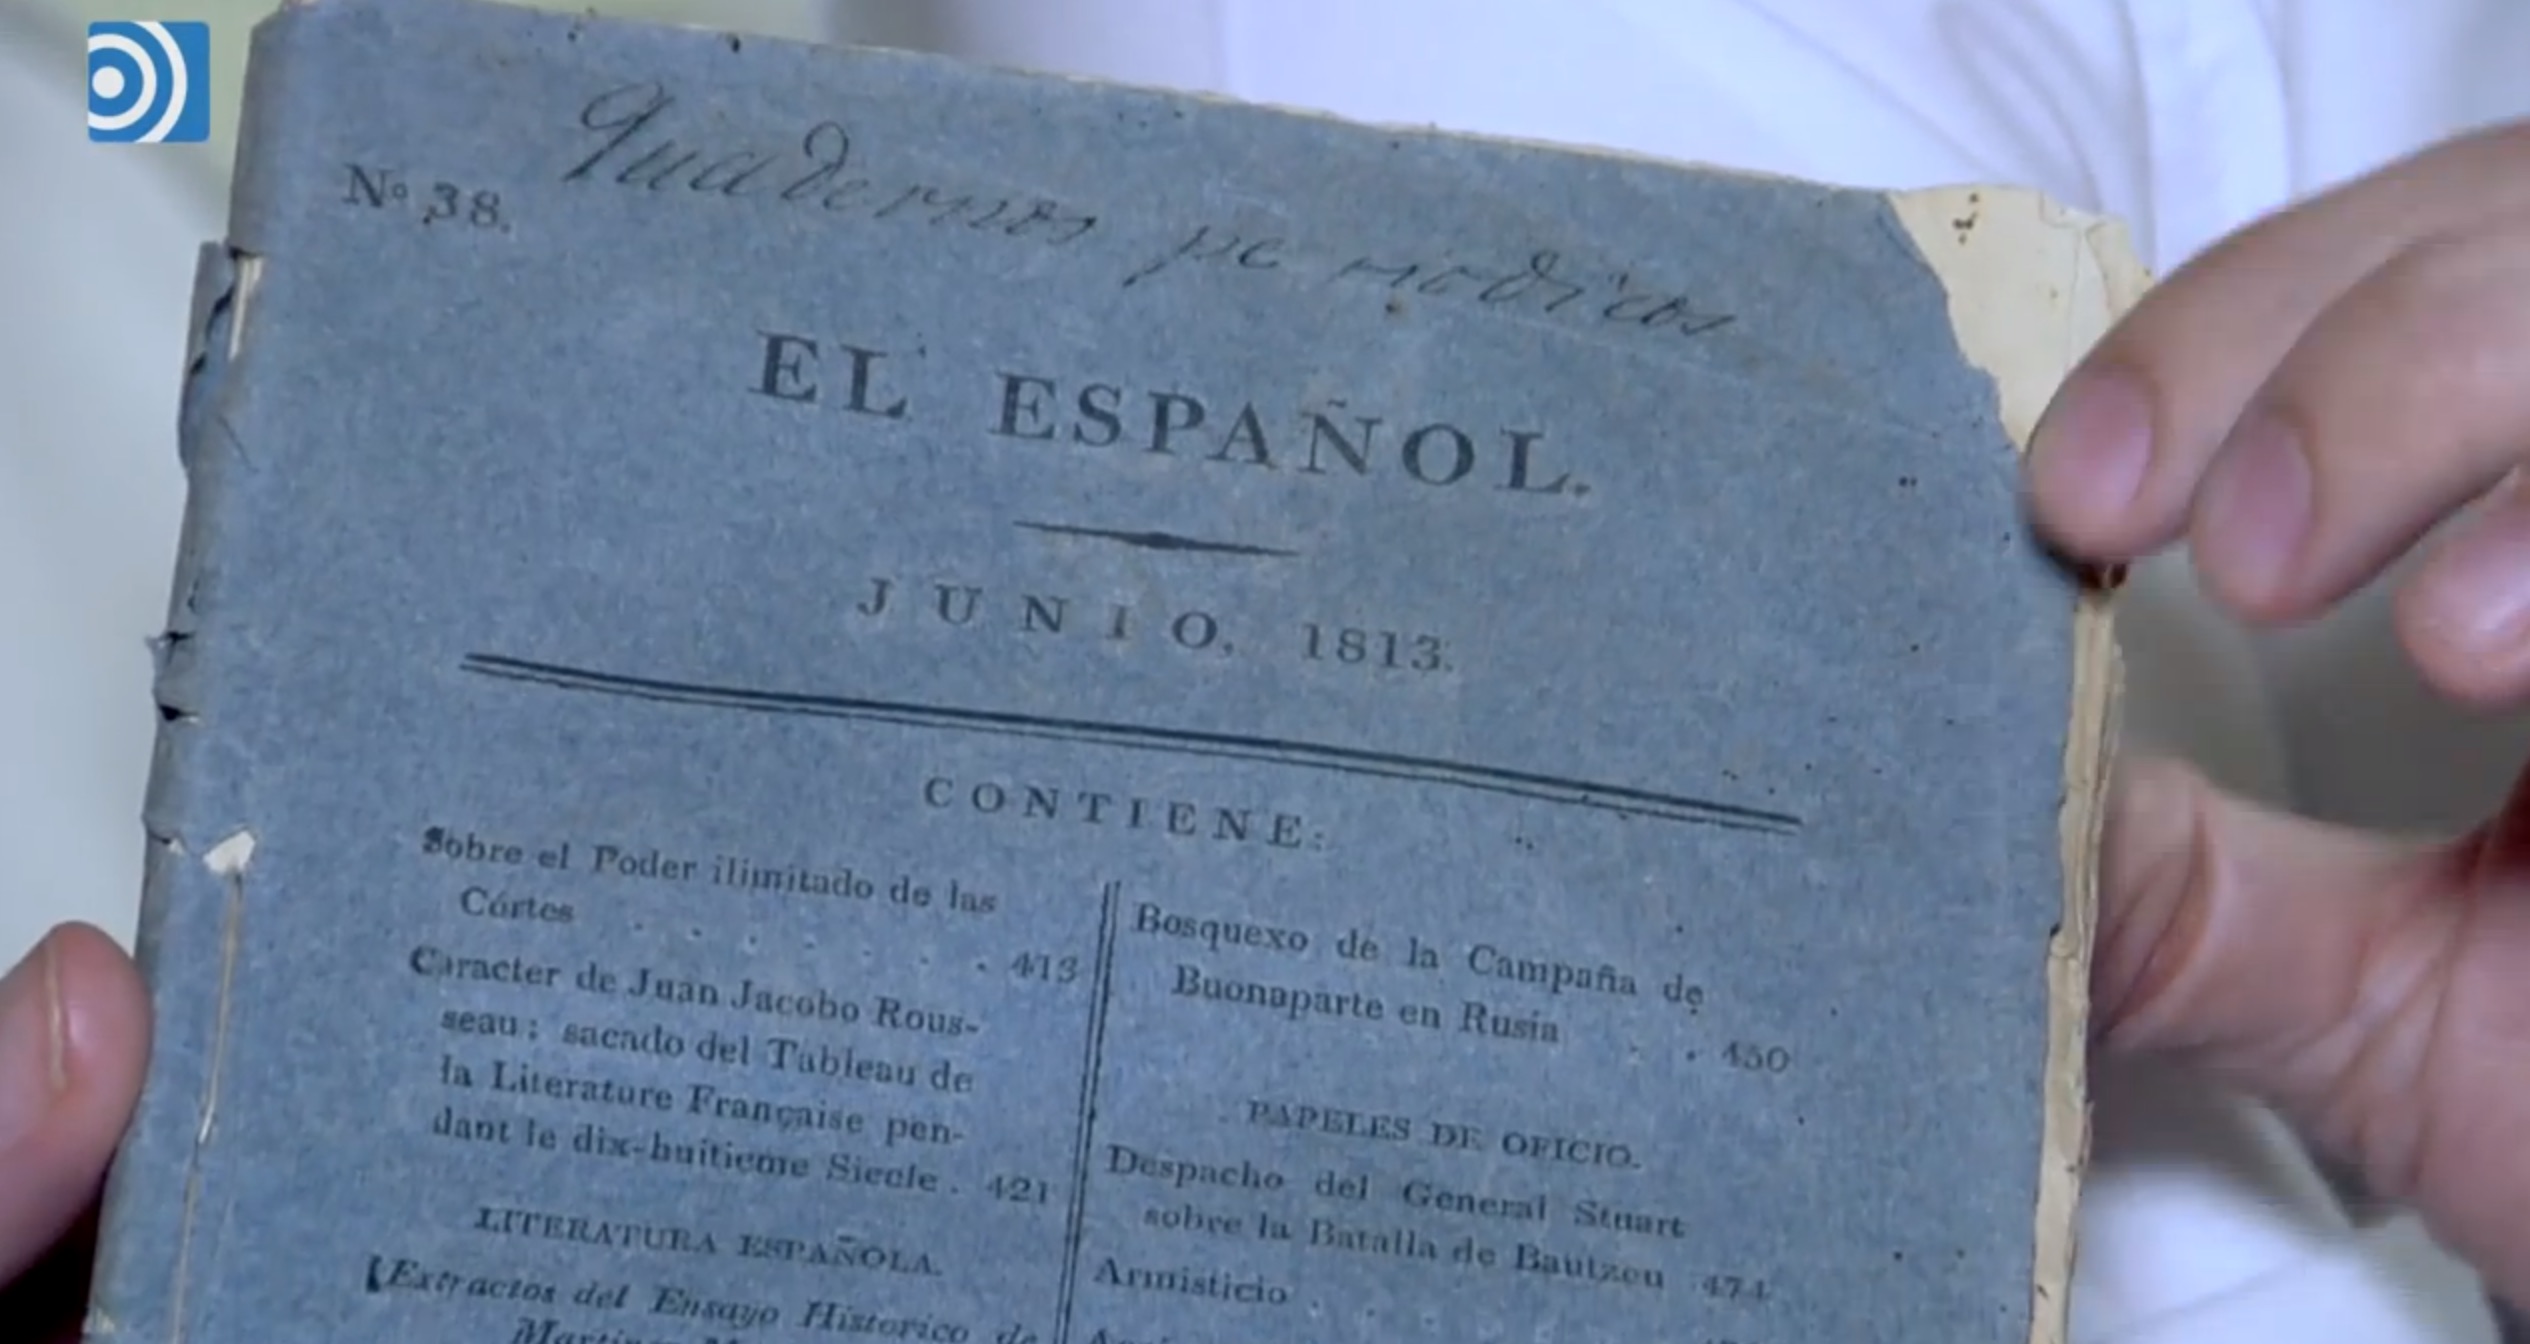 Nº 38.
Quadernos periodicos
EL ESPAÑOL.
JUNIO, 1813.
CONTIENE:
Sobre el Poder ilimitado de las
Córtes . . . . . . . 413
Caracter de Juan Jacobo Rous-
seau; sacado del Tableau de
la Literature Française pen-
dant le dix-huitieme Siecle . 421
LITERATURA ESPAÑOLA.
[Extractos del Ensayo Historico de
Bosquexo de la Campaña de
Buonaparte en Rusia . . 450
PAPELES DE OFICIO.
Despacho del General Stuart
sobre la Batalla de Bautzen 474
Armisticio . . . .